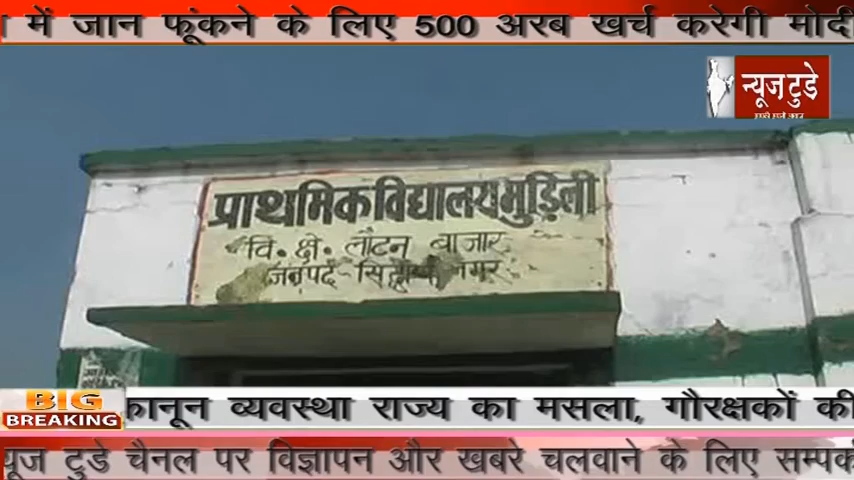 में जान फूंकने के लिए 500 अरब खर्च करेगी मोदी
न्यूज टुडे
प्राथमिक विद्यालय मुड़िली
वि. क्षे. लोटन बाजार
जनपद-सिद्धार्थ नगर
BIG
BREAKING
कानून व्यवस्था राज्य का मसला, गौरक्षकों की
न्यूज टुडे चैनल पर विज्ञापन और खबरे चलवाने के लिए सम्पर्क